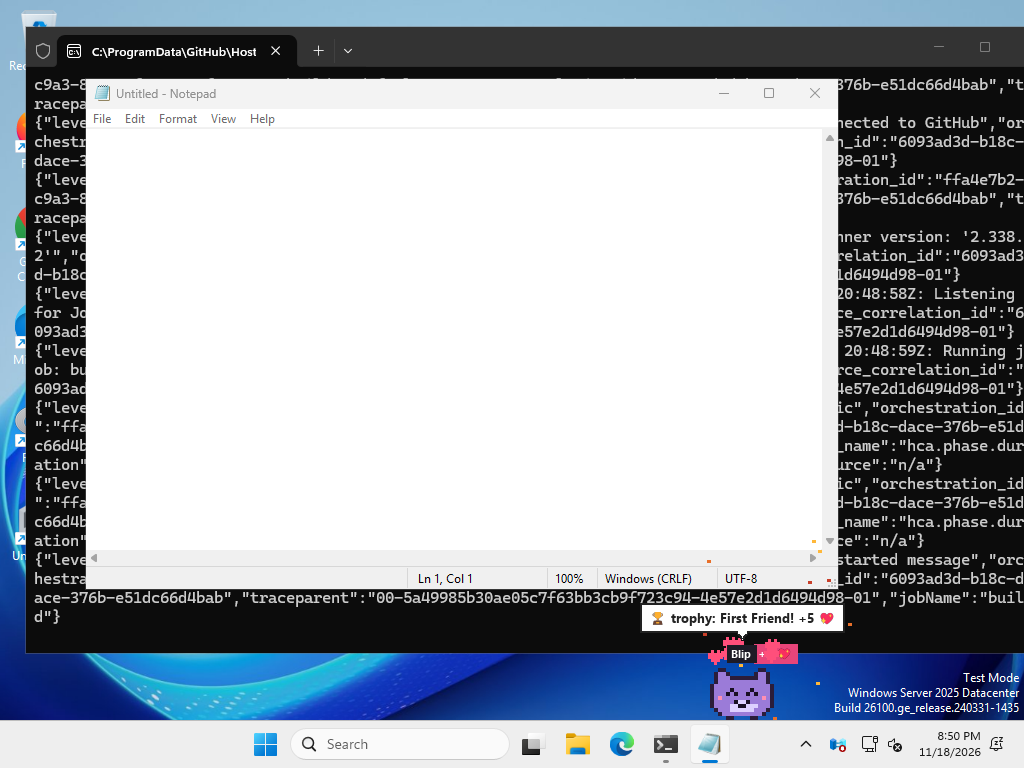 C:\ProgramData\GitHub\Host
c9a3-8
376b-e51dc66d4bab","t
racepa
Untitled - Notepad
File Edit Format View Help
{"leve
nected to GitHub","or
chestr
n_id":"6093ad3d-b18c-
dace-3
98-01"}
{"leve
ration_id":"ffa4e7b2-
c9a3-8
376b-e51dc66d4bab","t
racepa
{"leve
nner version: '2.338.
2'","o
relation_id":"6093ad3
d-b18c
1d6494d98-01"}
{"leve
20:48:58Z: Listening
for Jo
ce_correlation_id":"6
093ad3
e57e2d1d6494d98-01"}
{"leve
20:48:59Z: Running j
ob: bu
rce_correlation_id":"
6093ad
4e57e2d1d6494d98-01"}
{"leve
ic","orchestration_id
":"ffa
d-b18c-dace-376b-e51d
c66d4b
_name":"hca.phase.dur
ation"
urce":"n/a"}
{"leve
ic","orchestration_id
":"ffa
d-b18c-dace-376b-e51d
c66d4b
_name":"hca.phase.dur
ation"
ce":"n/a"}
{"leve
started message","orc
hestra
_id":"6093ad3d-b18c-d
Ln 1, Col 1 100% Windows (CRLF) UTF-8
ace-376b-e51dc66d4bab","traceparent":"00-5a49985b30ae05c7f63bb3cb9f723c94-4e57e2d1d6494d98-01","jobName":"buil
d"}
🏆 trophy: First Friend! +5 💖
Blip
+
Test Mode
Windows Server 2025 Datacenter
Build 26100.ge_release.240331-1435
Search
8:50 PM
11/18/2026